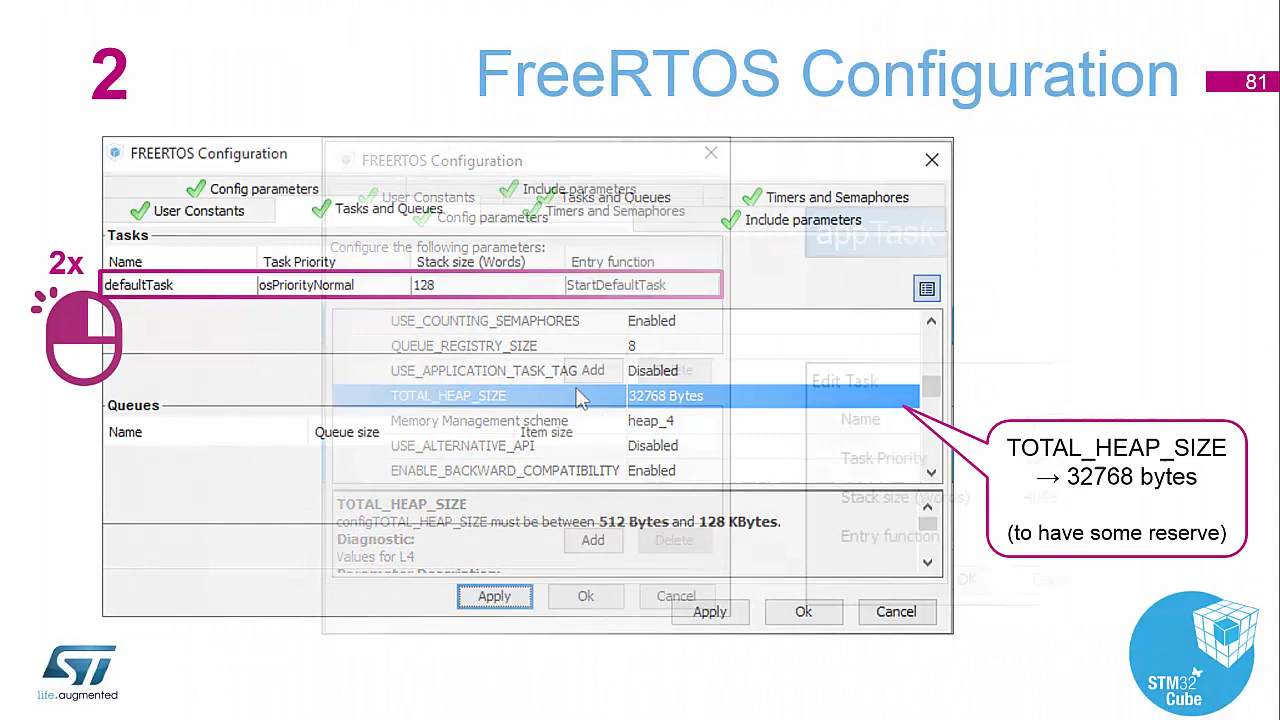 2
FreeRTOS Configuration
81
FREERTOS Configuration
FREERTOS Configuration
Config parameters
User Constants
Include parameters
Tasks and Queues
Timers and Semaphores
User Constants
Tasks and Queues
Config parameters
Timers and Semaphores
Include parameters
appTask
Tasks
Configure the following parameters:
Name
Task Priority
Stack size (Words)
Entry function
2x
defaultTask
osPriorityNormal
128
StartDefaultTask
USE_COUNTING_SEMAPHORES
Enabled
QUEUE_REGISTRY_SIZE
8
USE_APPLICATION_TASK_TAG
Disabled
Add
TOTAL_HEAP_SIZE
32768 Bytes
Edit Task
Queues
Memory Management scheme
heap_4
Name
Name
Queue size
Item size
USE_ALTERNATIVE_API
Disabled
Task Priority
ENABLE_BACKWARD_COMPATIBILITY
Enabled
TOTAL_HEAP_SIZE
→ 32768 bytes
(to have some reserve)
Stack size (Words)
TOTAL_HEAP_SIZE
configTOTAL_HEAP_SIZE must be between 512 Bytes and 128 KBytes.
Diagnostic:
Values for L4
Parameter Description:
Add
Delete
Entry function
OK
Apply
Ok
Cancel
Apply
Ok
Cancel
ST
life.augmented
STM32
Cube